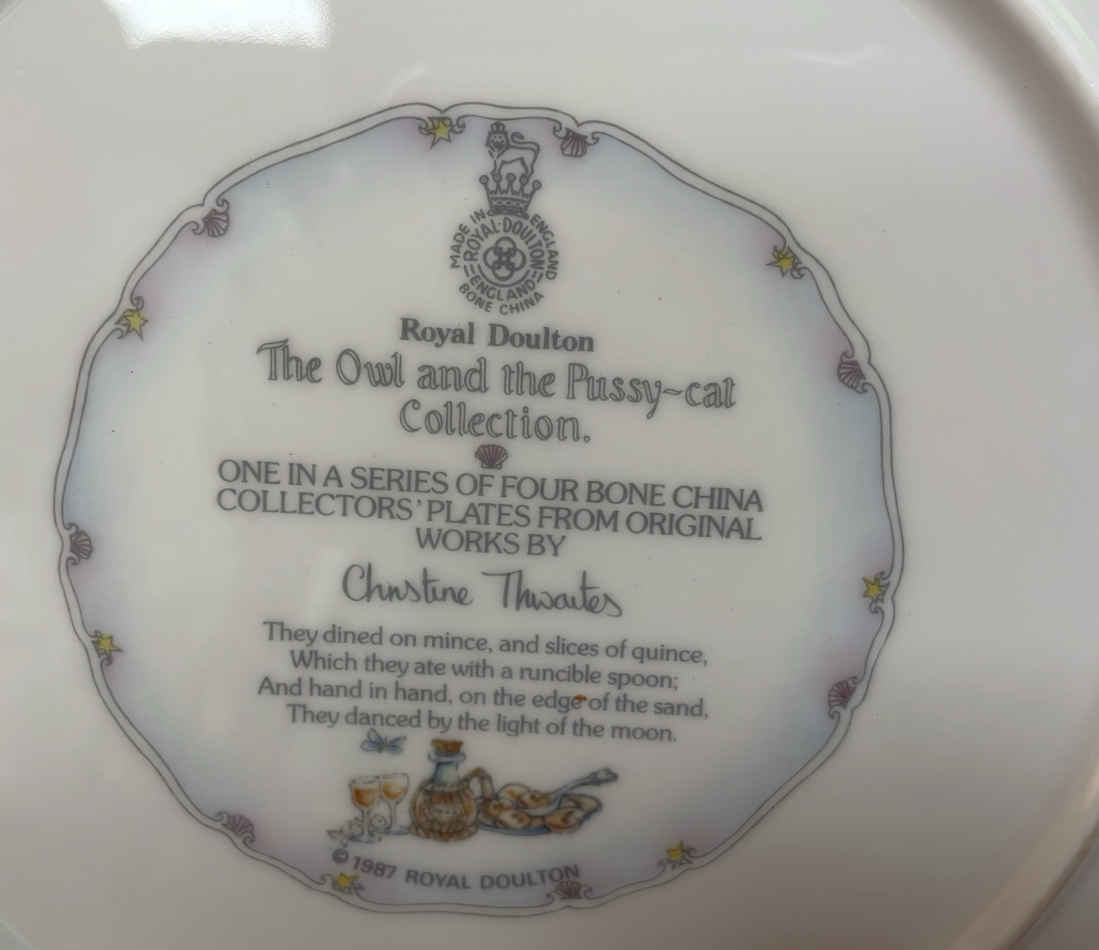 MADE IN ENGLAND
ROYAL·DOULTON
ENGLAND
BONE CHINA
Royal Doulton
The Owl and the Pussy-cat
Collection.
ONE IN A SERIES OF FOUR BONE CHINA
COLLECTORS' PLATES FROM ORIGINAL
WORKS BY
Christine Thwaites
They dined on mince, and slices of quince,
Which they ate with a runcible spoon;
And hand in hand, on the edge of the sand,
They danced by the light of the moon.
© 1987 ROYAL DOULTON